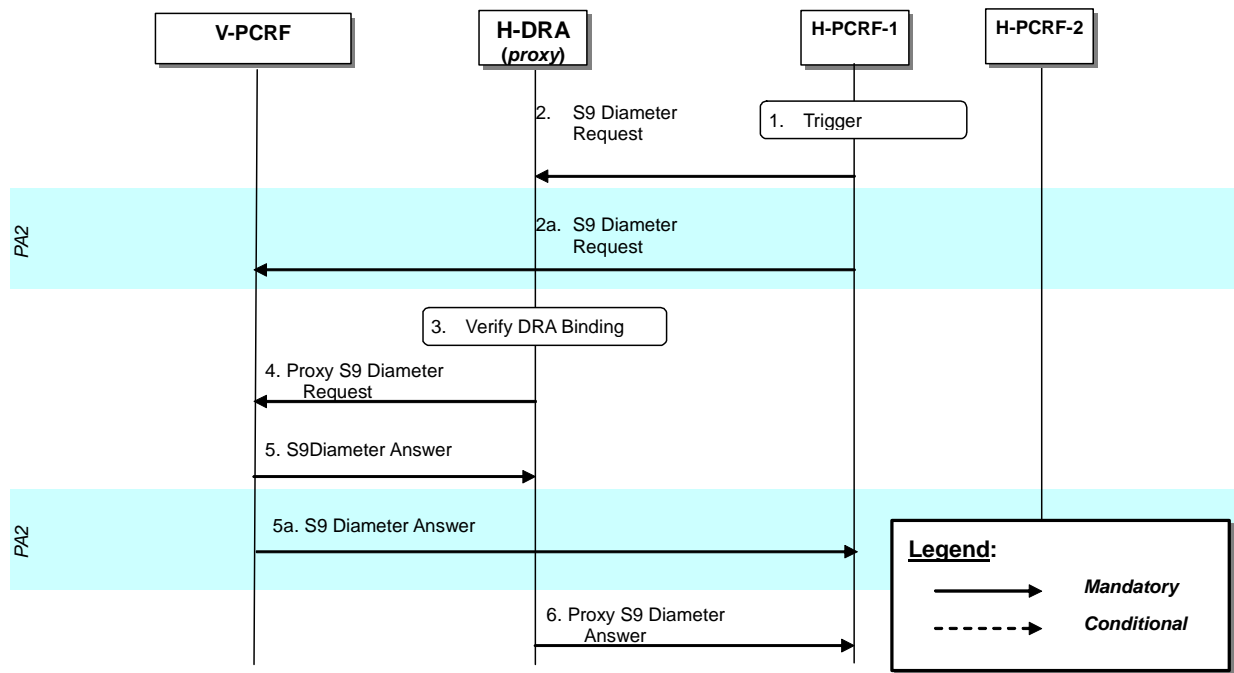 V-PCRF
H-DRA
(proxy)
H-PCRF-1
H-PCRF-2
1. Trigger
2. S9 Diameter
Request
PA2
2a. S9 Diameter
Request
3. Verify DRA Binding
4. Proxy S9 Diameter
Request
5. S9Diameter Answer
PA2
5a. S9 Diameter Answer
6. Proxy S9 Diameter
Answer
Legend:
Mandatory
Conditional